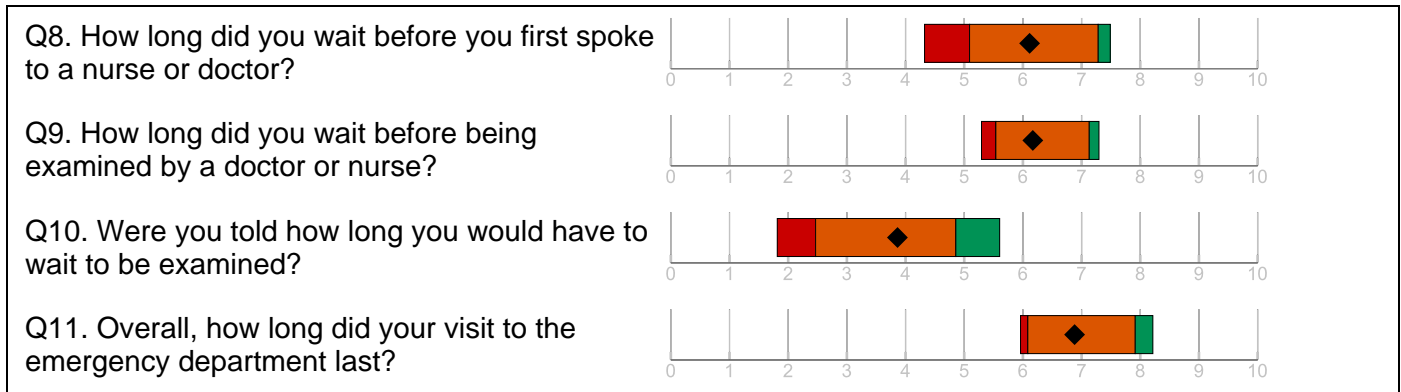 Q8. How long did you wait before you first spoke
to a nurse or doctor?
0 1 2 3 4 5 6 7 8 9 10
Q9. How long did you wait before being
examined by a doctor or nurse?
0 1 2 3 4 5 6 7 8 9 10
Q10. Were you told how long you would have to
wait to be examined?
0 1 2 3 4 5 6 7 8 9 10
Q11. Overall, how long did your visit to the
emergency department last?
0 1 2 3 4 5 6 7 8 9 10